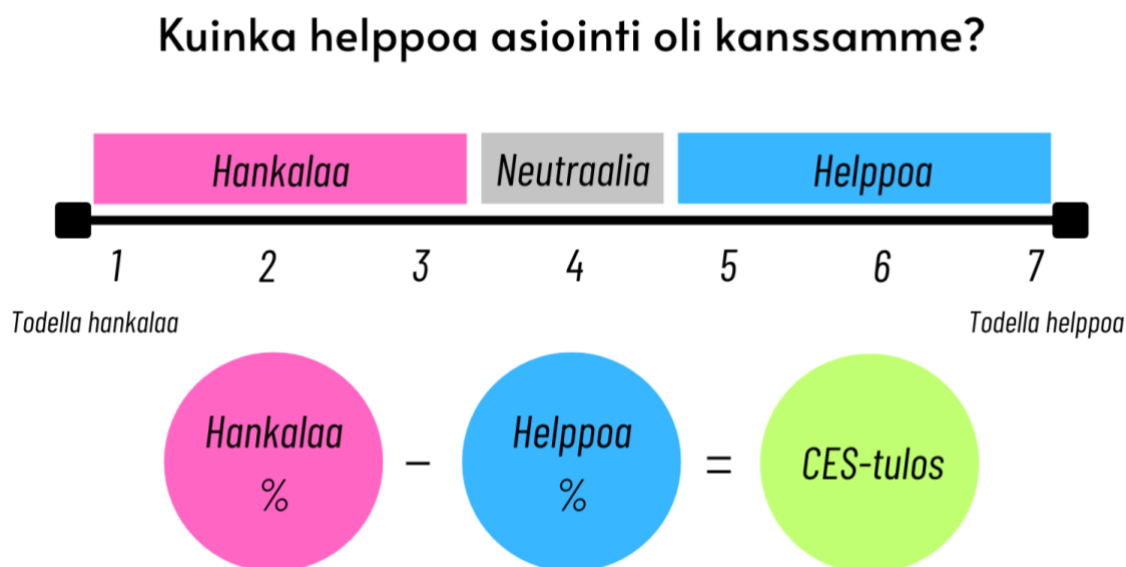 Kuinka helppoa asiointi oli kanssamme?
Hankalaa Neutraalia Helppoa
1 2 3 4 5 6 7
Todella hankalaa Todella helppoa
Hankalaa % − Helppoa % = CES-tulos